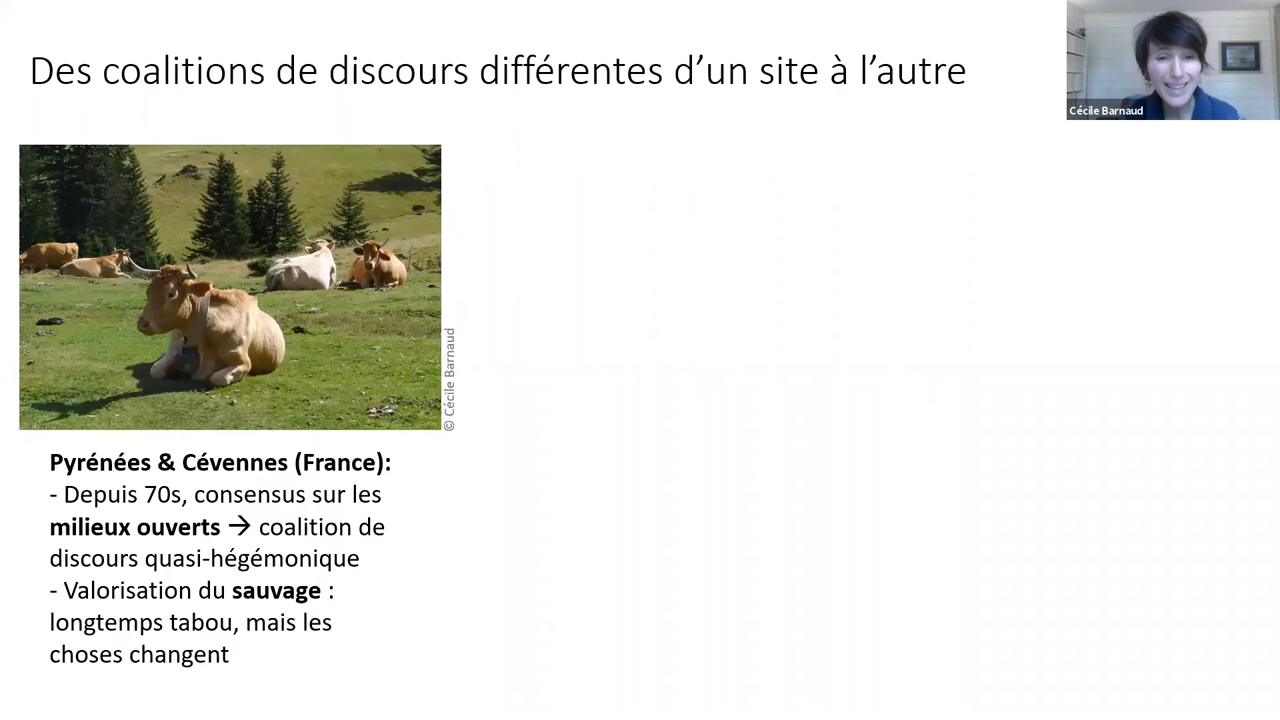 Des coalitions de discours différentes d’un site à l’autre
Cécile Barnaud
© Cécile Barnaud
Pyrénées & Cévennes (France):
- Depuis 70s, consensus sur les
milieux ouverts → coalition de
discours quasi-hégémonique
- Valorisation du sauvage :
longtemps tabou, mais les
choses changent